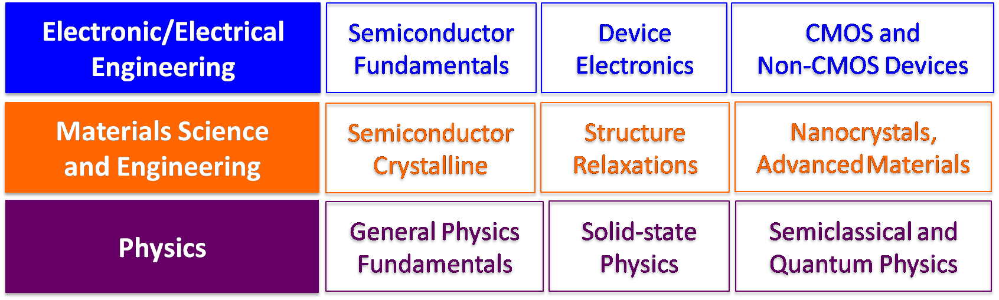 Electronic/Electrical
Engineering
Semiconductor
Fundamentals
Device
Electronics
CMOS and
Non-CMOS Devices
Materials Science
and Engineering
Semiconductor
Crystalline
Structure
Relaxations
Nanocrystals,
Advanced Materials
Physics
General Physics
Fundamentals
Solid-state
Physics
Semiclassical and
Quantum Physics